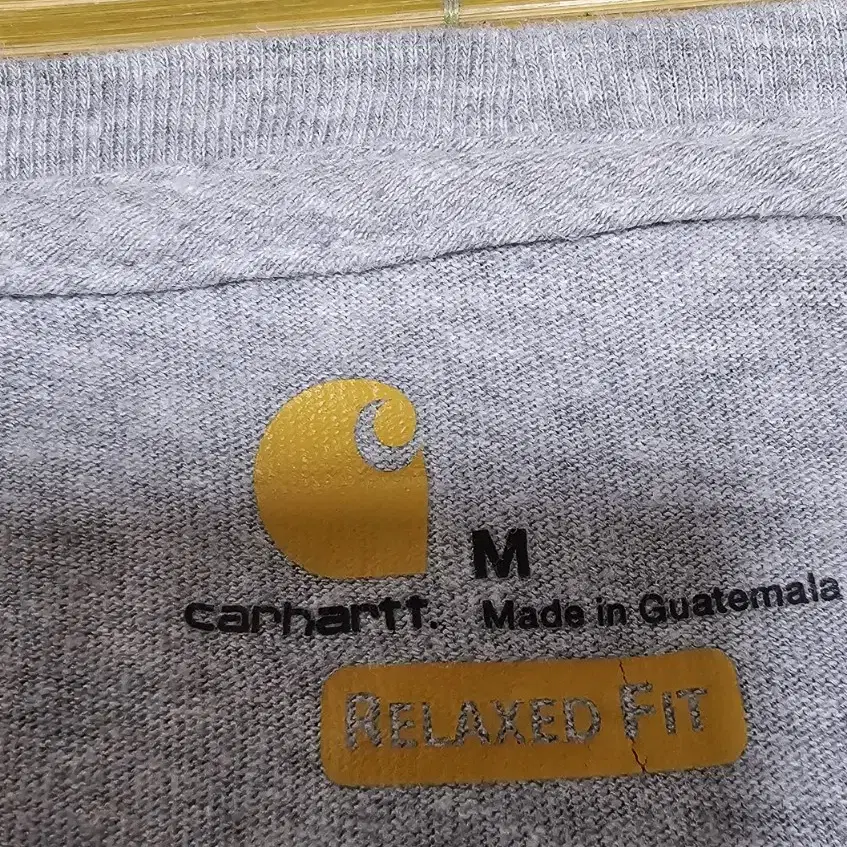 M
carhartt. Made in Guatemala
RELAXED FIT